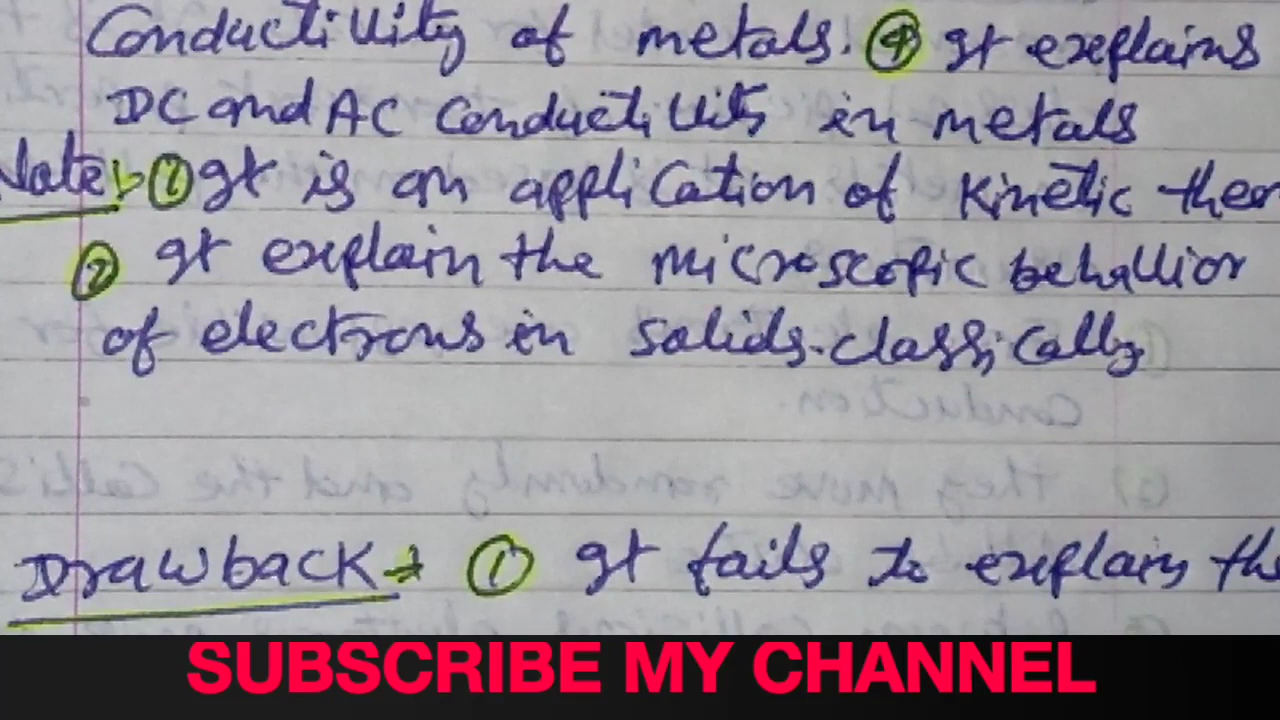 Conductivity of metals. ④ It explains
DC and AC conductivity in metals
Note:- ① It is an application of Kinetic theor
② It explain the microscopic behavior
of electrons in solids classically
Drawback → ① It fails to explain the
SUBSCRIBE MY CHANNEL